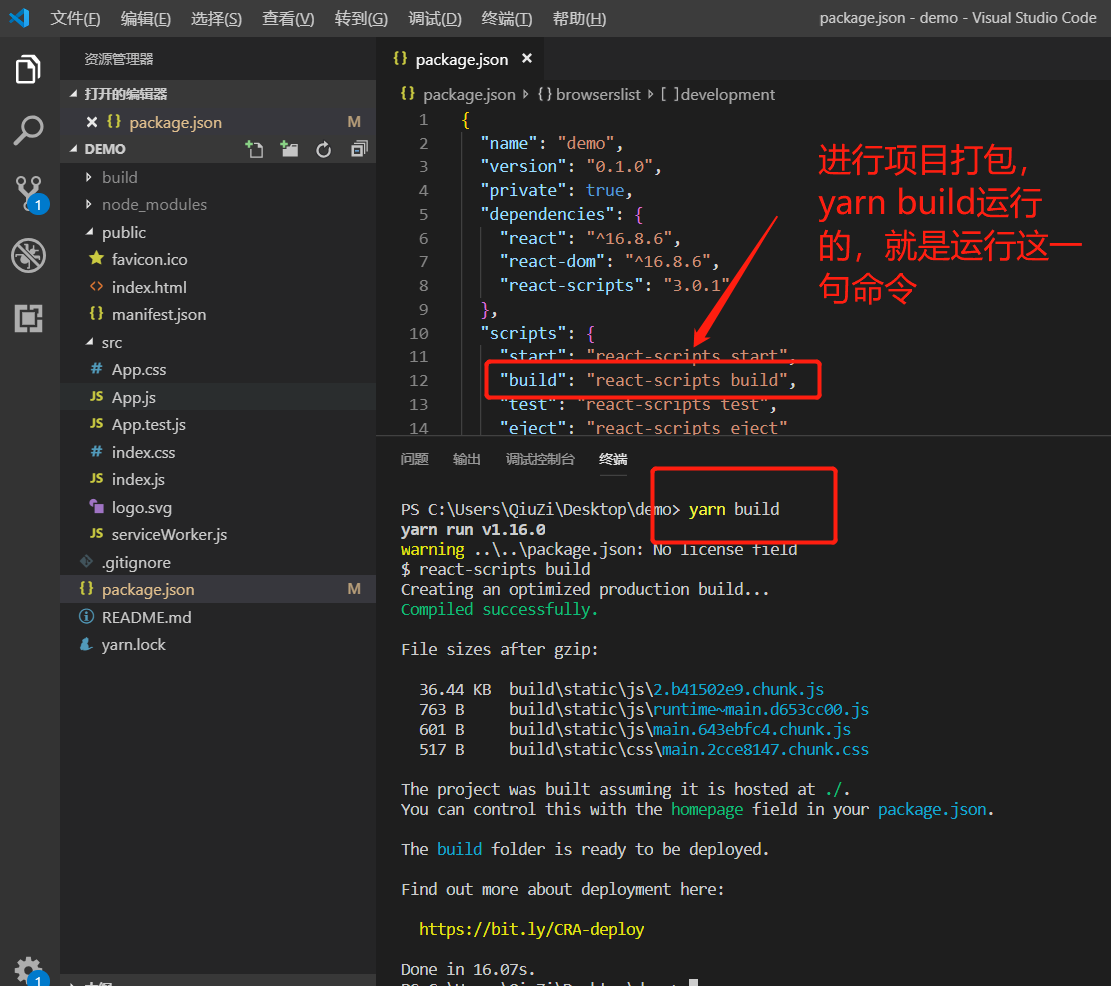 文件(F) 编辑(E) 选择(S) 查看(V) 转到(G) 调试(D) 终端(T) 帮助(H) package.json - demo - Visual Studio Code
资源管理器
打开的编辑器
package.json M
DEMO
build
node_modules
public
favicon.ico
index.html
manifest.json
src
App.css
App.js
App.test.js
index.css
index.js
logo.svg
serviceWorker.js
.gitignore
package.json M
README.md
yarn.lock
1
1
package.json
package.json {} browserslist [ ] development
1 {
2 "name": "demo",
3 "version": "0.1.0",
4 "private": true,
5 "dependencies": {
6 "react": "^16.8.6",
7 "react-dom": "^16.8.6",
8 "react-scripts": "3.0.1"
9 },
10 "scripts": {
11 "start": "react-scripts start",
12 "build": "react-scripts build",
13 "test": "react-scripts test",
14 "eject": "react-scripts eject"
进行项目打包，
yarn build运行
的，就是运行这一
句命令
问题 输出 调试控制台 终端
PS C:\Users\QiuZi\Desktop\demo> yarn build
yarn run v1.16.0
warning ..\..\package.json: No license field
$ react-scripts build
Creating an optimized production build...
Compiled successfully.
File sizes after gzip:
36.44 KB build\static\js\2.b41502e9.chunk.js
763 B build\static\js\runtime~main.d653cc00.js
601 B build\static\js\main.643ebfc4.chunk.js
517 B build\static\css\main.2cce8147.chunk.css
The project was built assuming it is hosted at ./.
You can control this with the homepage field in your package.json.
The build folder is ready to be deployed.
Find out more about deployment here:
https://bit.ly/CRA-deploy
Done in 16.07s.